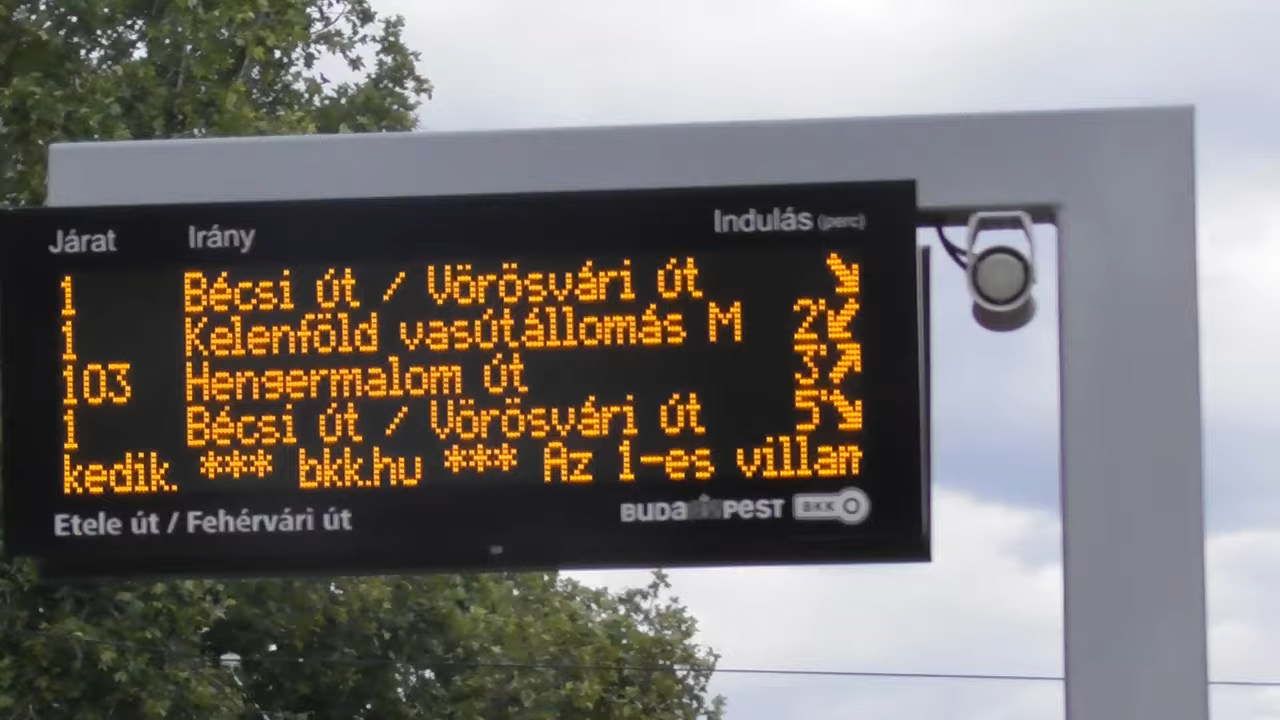 Járat Irány Indulás (perc)
1 Bécsi út / Vörösvári út ↘
1 Kelenföld vasútállomás M 2'↙
103 Hengermalom út 3'↗
1 Bécsi út / Vörösvári út 5'↘
kedik. *** bkk.hu *** Az 1-es villam
Etele út / Fehérvári út BUDAPEST BKK